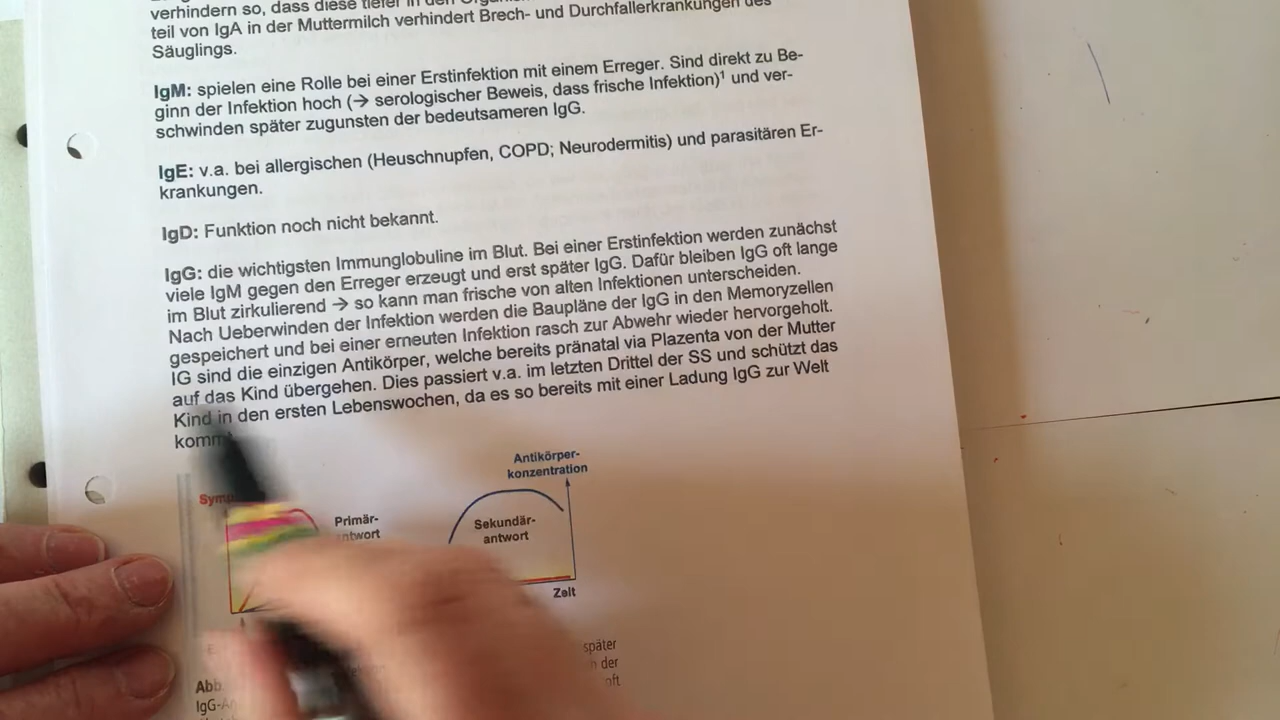 verhindern so, dass diese tiefer in den
teil von IgA in der Muttermilch verhindert Brech- und Durchfallerkrankungen des
Säuglings.
IgM: spielen eine Rolle bei einer Erstinfektion mit einem Erreger. Sind direkt zu Be-
ginn der Infektion hoch (→ serologischer Beweis, dass frische Infektion)¹ und ver-
schwinden später zugunsten der bedeutsameren IgG.
IgE: v.a. bei allergischen (Heuschnupfen, COPD; Neurodermitis) und parasitären Er-
krankungen.
IgD: Funktion noch nicht bekannt.
IgG: die wichtigsten Immunglobuline im Blut. Bei einer Erstinfektion werden zunächst
viele IgM gegen den Erreger erzeugt und erst später IgG. Dafür bleiben IgG oft lange
im Blut zirkulierend → so kann man frische von alten Infektionen unterscheiden.
Nach Ueberwinden der Infektion werden die Baupläne der IgG in den Memoryzellen
gespeichert und bei einer erneuten Infektion rasch zur Abwehr wieder hervorgeholt.
IG sind die einzigen Antikörper, welche bereits pränatal via Plazenta von der Mutter
auf das Kind übergehen. Dies passiert v.a. im letzten Drittel der SS und schützt das
Kind in den ersten Lebenswochen, da es so bereits mit einer Ladung IgG zur Welt
komm
Antikörper-
konzentration
Symp
Primär-
antwort
Sekundär-
antwort
Zeit
später
der
oft
Abb.
IgG-A